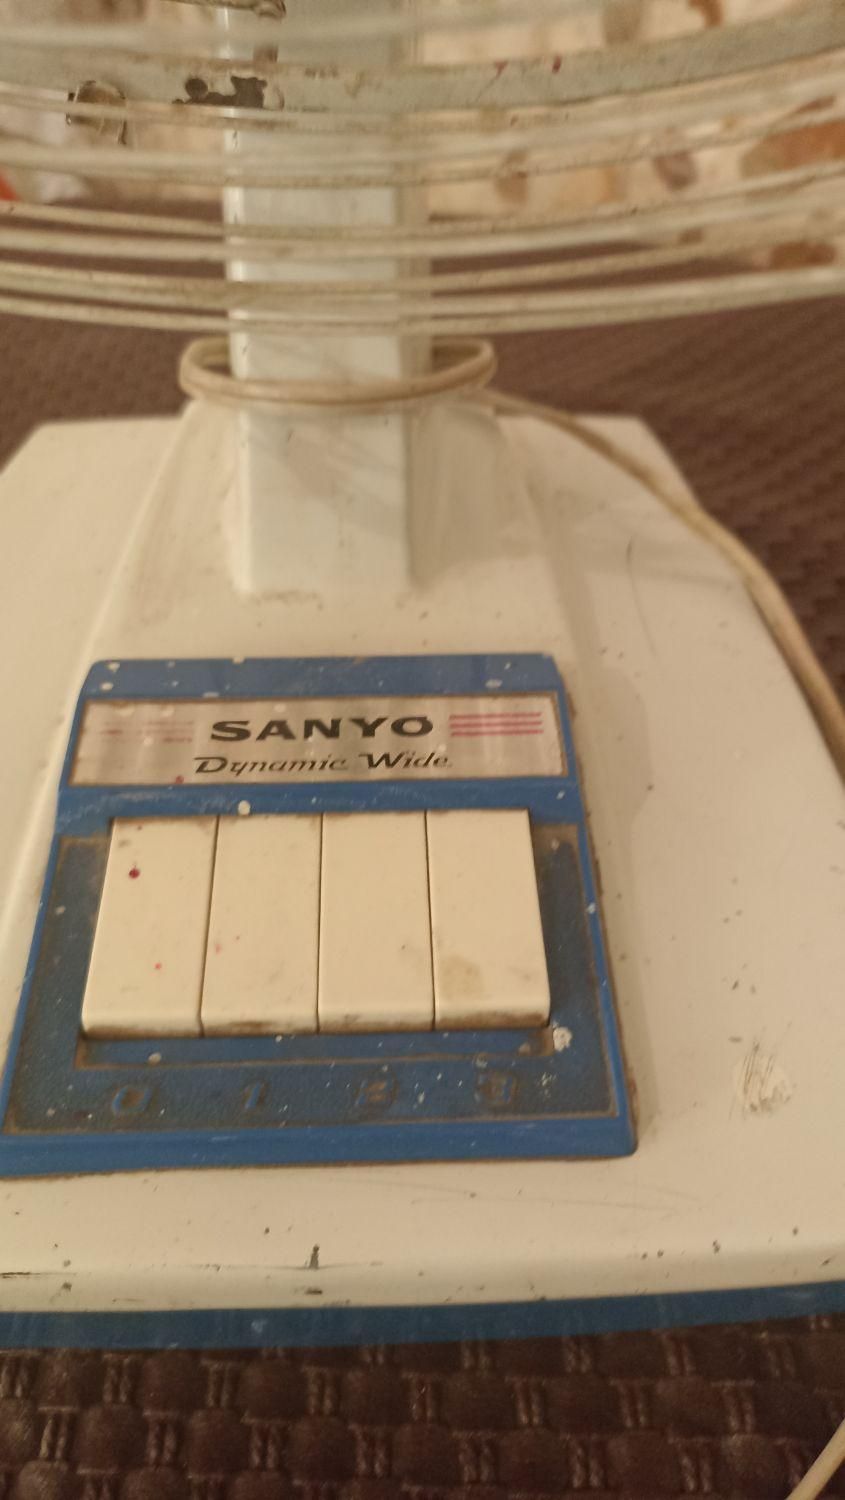 SANYO
Dynamic Wide
0 1 2 3